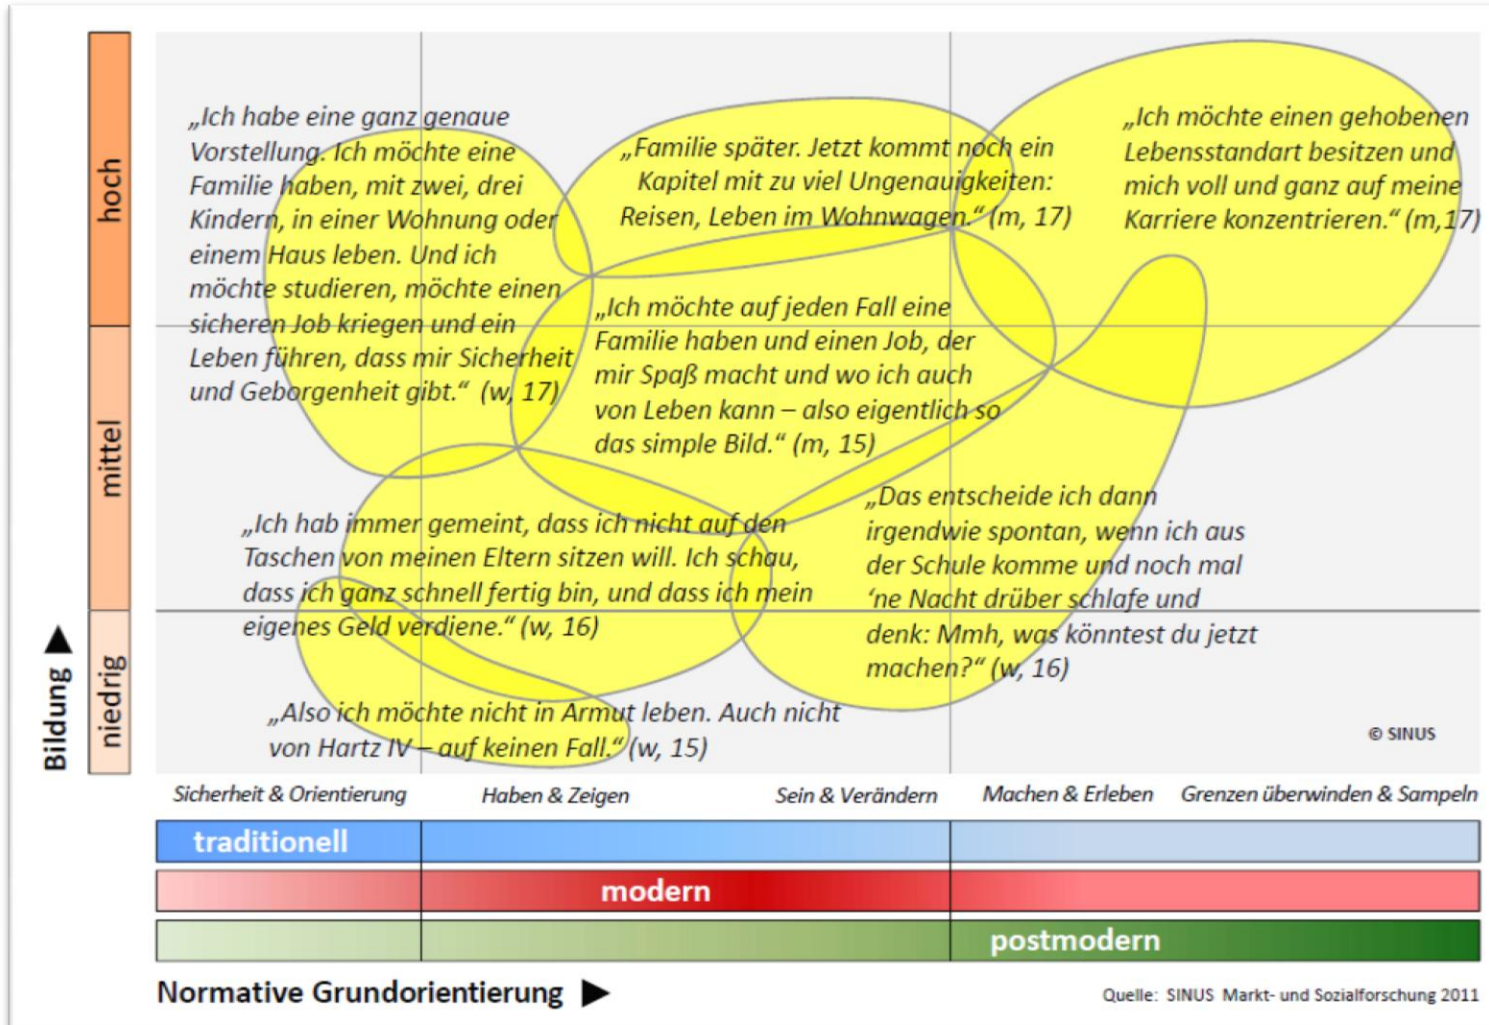 „Ich habe eine ganz genaue
Vorstellung. Ich möchte eine
Familie haben, mit zwei, drei
Kindern, in einer Wohnung oder
einem Haus leben. Und ich
möchte studieren, möchte einen
sicheren Job kriegen und ein
Leben führen, dass mir Sicherheit
und Geborgenheit gibt.“ (w, 17)
„Familie später. Jetzt kommt noch ein
Kapitel mit zu viel Ungenauigkeiten:
Reisen, Leben im Wohnwagen.“ (m, 17)
„Ich möchte einen gehobenen
Lebensstandart besitzen und
mich voll und ganz auf meine
Karriere konzentrieren.“ (m,17)
„Ich möchte auf jeden Fall eine
Familie haben und einen Job, der
mir Spaß macht und wo ich auch
von Leben kann – also eigentlich so
das simple Bild.“ (m, 15)
„Ich hab immer gemeint, dass ich nicht auf den
Taschen von meinen Eltern sitzen will. Ich schau,
dass ich ganz schnell fertig bin, und dass ich mein
eigenes Geld verdiene.“ (w, 16)
„Das entscheide ich dann
irgendwie spontan, wenn ich aus
der Schule komme und noch mal
‘ne Nacht drüber schlafe und
denk: Mmh, was könntest du jetzt
machen?“ (w, 16)
„Also ich möchte nicht in Armut leben. Auch nicht
von Hartz IV – auf keinen Fall.“ (w, 15)
© SINUS
hoch
mittel
niedrig
Bildung ▶
Sicherheit & Orientierung
Haben & Zeigen
Sein & Verändern
Machen & Erleben
Grenzen überwinden & Sampeln
traditionell
modern
postmodern
Normative Grundorientierung ▶
Quelle: SINUS Markt- und Sozialforschung 2011